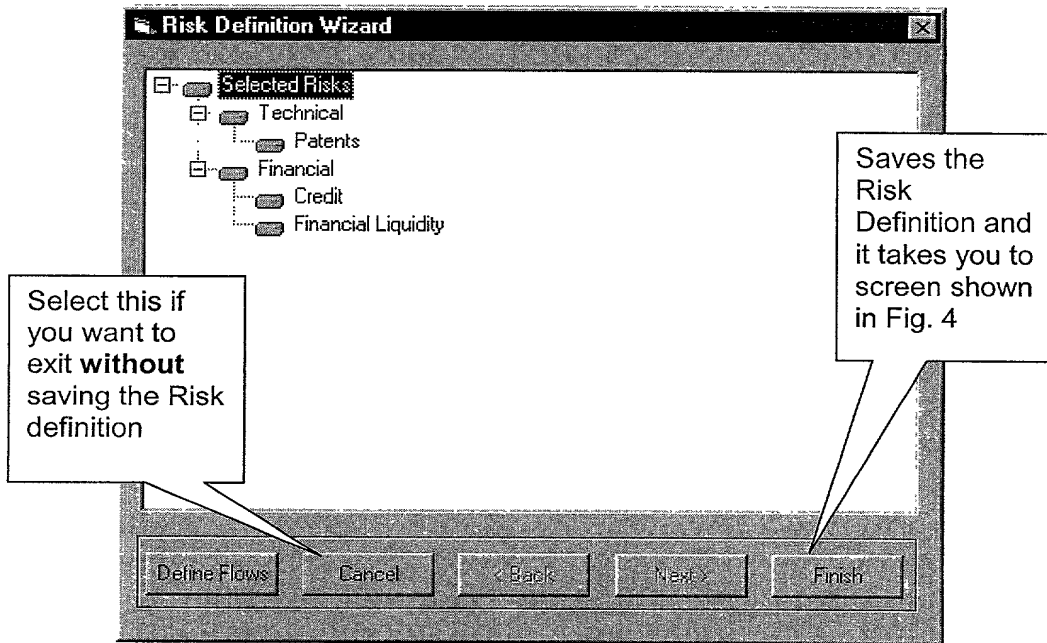 Risk Definition Wizard
Selected Risks
Technical
Patents
Financial
Credit
Financial Liquidity
Saves the
Risk
Definition and
it takes you to
screen shown
in Fig. 4
Select this if
you want to
exit without
saving the Risk
definition
Define Flows
Cancel
< Back
Next >
Finish